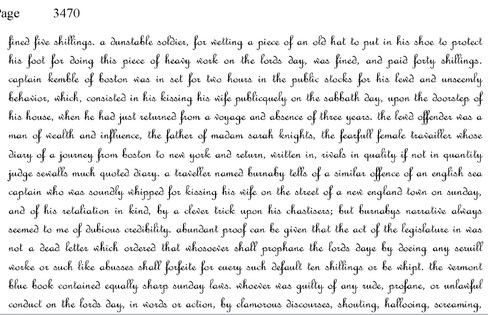 Page 3470
fined five shillings. a dunstable soldier, for wetting a piece of an old hat to put in his shoe to protect
his foot for doing this piece of heavy work on the lords day, was fined, and paid forty shillings.
captain kemble of boston was in set for two hours in the public stocks for his lewd and unseemly
behavior, which, consisted in his kissing his wife publicquely on the sabbath day, upon the doorstep of
his house, when he had just returned from a voyage and absence of three years. the lewd offender was a
man of wealth and influence, the father of madam sarah knights, the fearfull female travailler whose
diary of a journey from boston to new york and return, written in, rivals in quality if not in quantity
judge sewalls much quoted diary. a traveller named burnaby tells of a similar offence of an english sea
captain who was soundly whipped for kissing his wife on the street of a new england town on sunday,
and of his retaliation in kind, by a clever trick upon his chastisers; but burnabys narrative always
seemed to me of dubious credibility. abundant proof can be given that the act of the legislature in was
not a dead letter which ordered that whosoever shall prophane the lords daye by doeing any seruill
worke or such like abusses shall forfeite for euery such default ten shillings or be whipt. the vermont
blue book contained equally sharp sunday laws. whoever was guilty of any rude, profane, or unlawful
conduct on the lords day, in words or action, by clamorous discourses, shouting, hallooing, screaming,